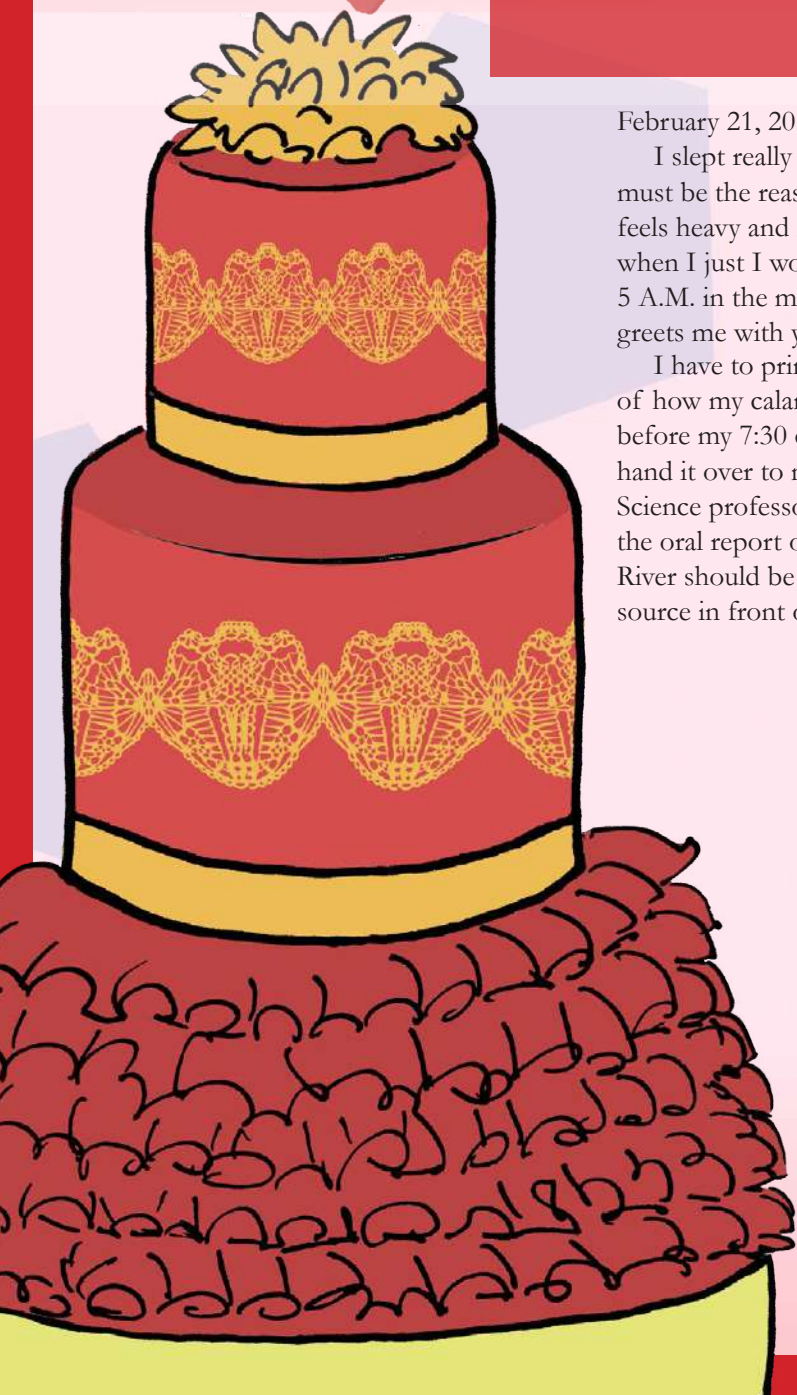 February 21, 20
I slept really
must be the reas
feels heavy and
when I just I wo
5 A.M. in the m
greets me with y
I have to prin
of how my calan
before my 7:30 c
hand it over to r
Science professo
the oral report o
River should be
source in front o